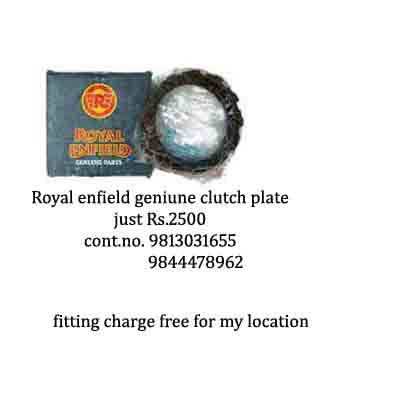 ROYAL
ENFIELD
GENUINE PARTS
Royal enfield geniune clutch plate
just Rs.2500
cont.no. 9813031655
9844478962
fitting charge free for my location